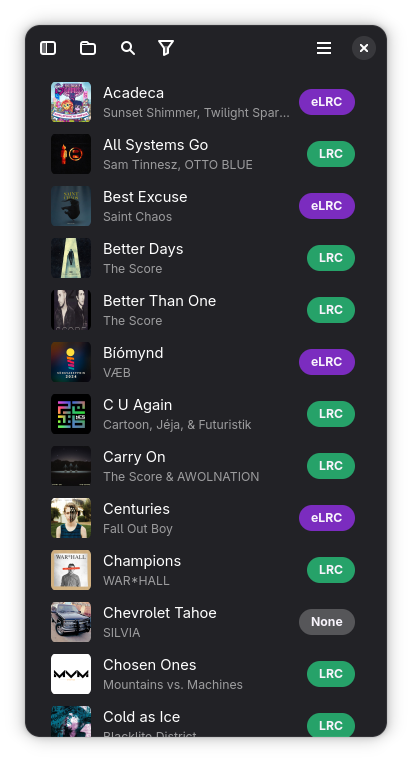 Acadeca
Sunset Shimmer, Twilight Spar...
eLRC
All Systems Go
Sam Tinnesz, OTTO BLUE
LRC
Best Excuse
Saint Chaos
eLRC
Better Days
The Score
LRC
Better Than One
The Score
LRC
Bíómynd
VÆB
eLRC
C U Again
Cartoon, Jéja, & Futuristik
LRC
Carry On
The Score & AWOLNATION
LRC
Centuries
Fall Out Boy
eLRC
WAR*HALL
Champions
WAR*HALL
LRC
Chevrolet Tahoe
SILVIA
None
Chosen Ones
Mountains vs. Machines
LRC
Cold as Ice
Blacklite District
LRC